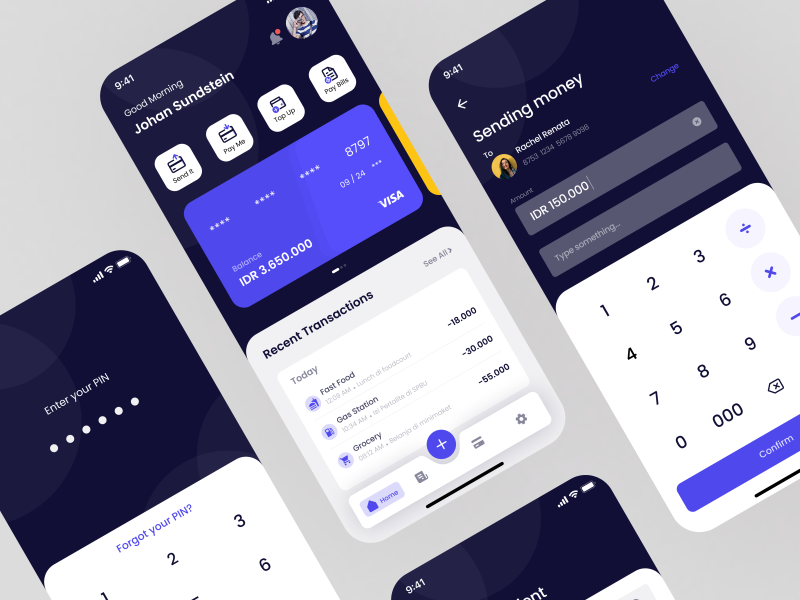 Enter your PIN
Forgot your PIN?
1
2
3
6
9:41
Good Morning
Johan Sundstein
Send It
Pay Me
Top Up
Pay Bills
**** **** **** 8797
09 / 24 ***
Balance
IDR 3.650.000
VISA
Recent Transactions
See All
Today
Fast Food
-18.000
12:09 AM • Lunch di foodcourt
Gas Station
-30.000
10:34 AM • Isi Pertalite di SPBU
Grocery
-55.000
08:12 AM • Belanja di minimarket
Home
9:41
Sending money
To
Rachel Renata
8753 1234 5679 9098
Change
Amount
IDR 150.000
Type something...
1 2 3 ÷
4 5 6 ×
7 8 9 −
0 000
Confirm
9:41